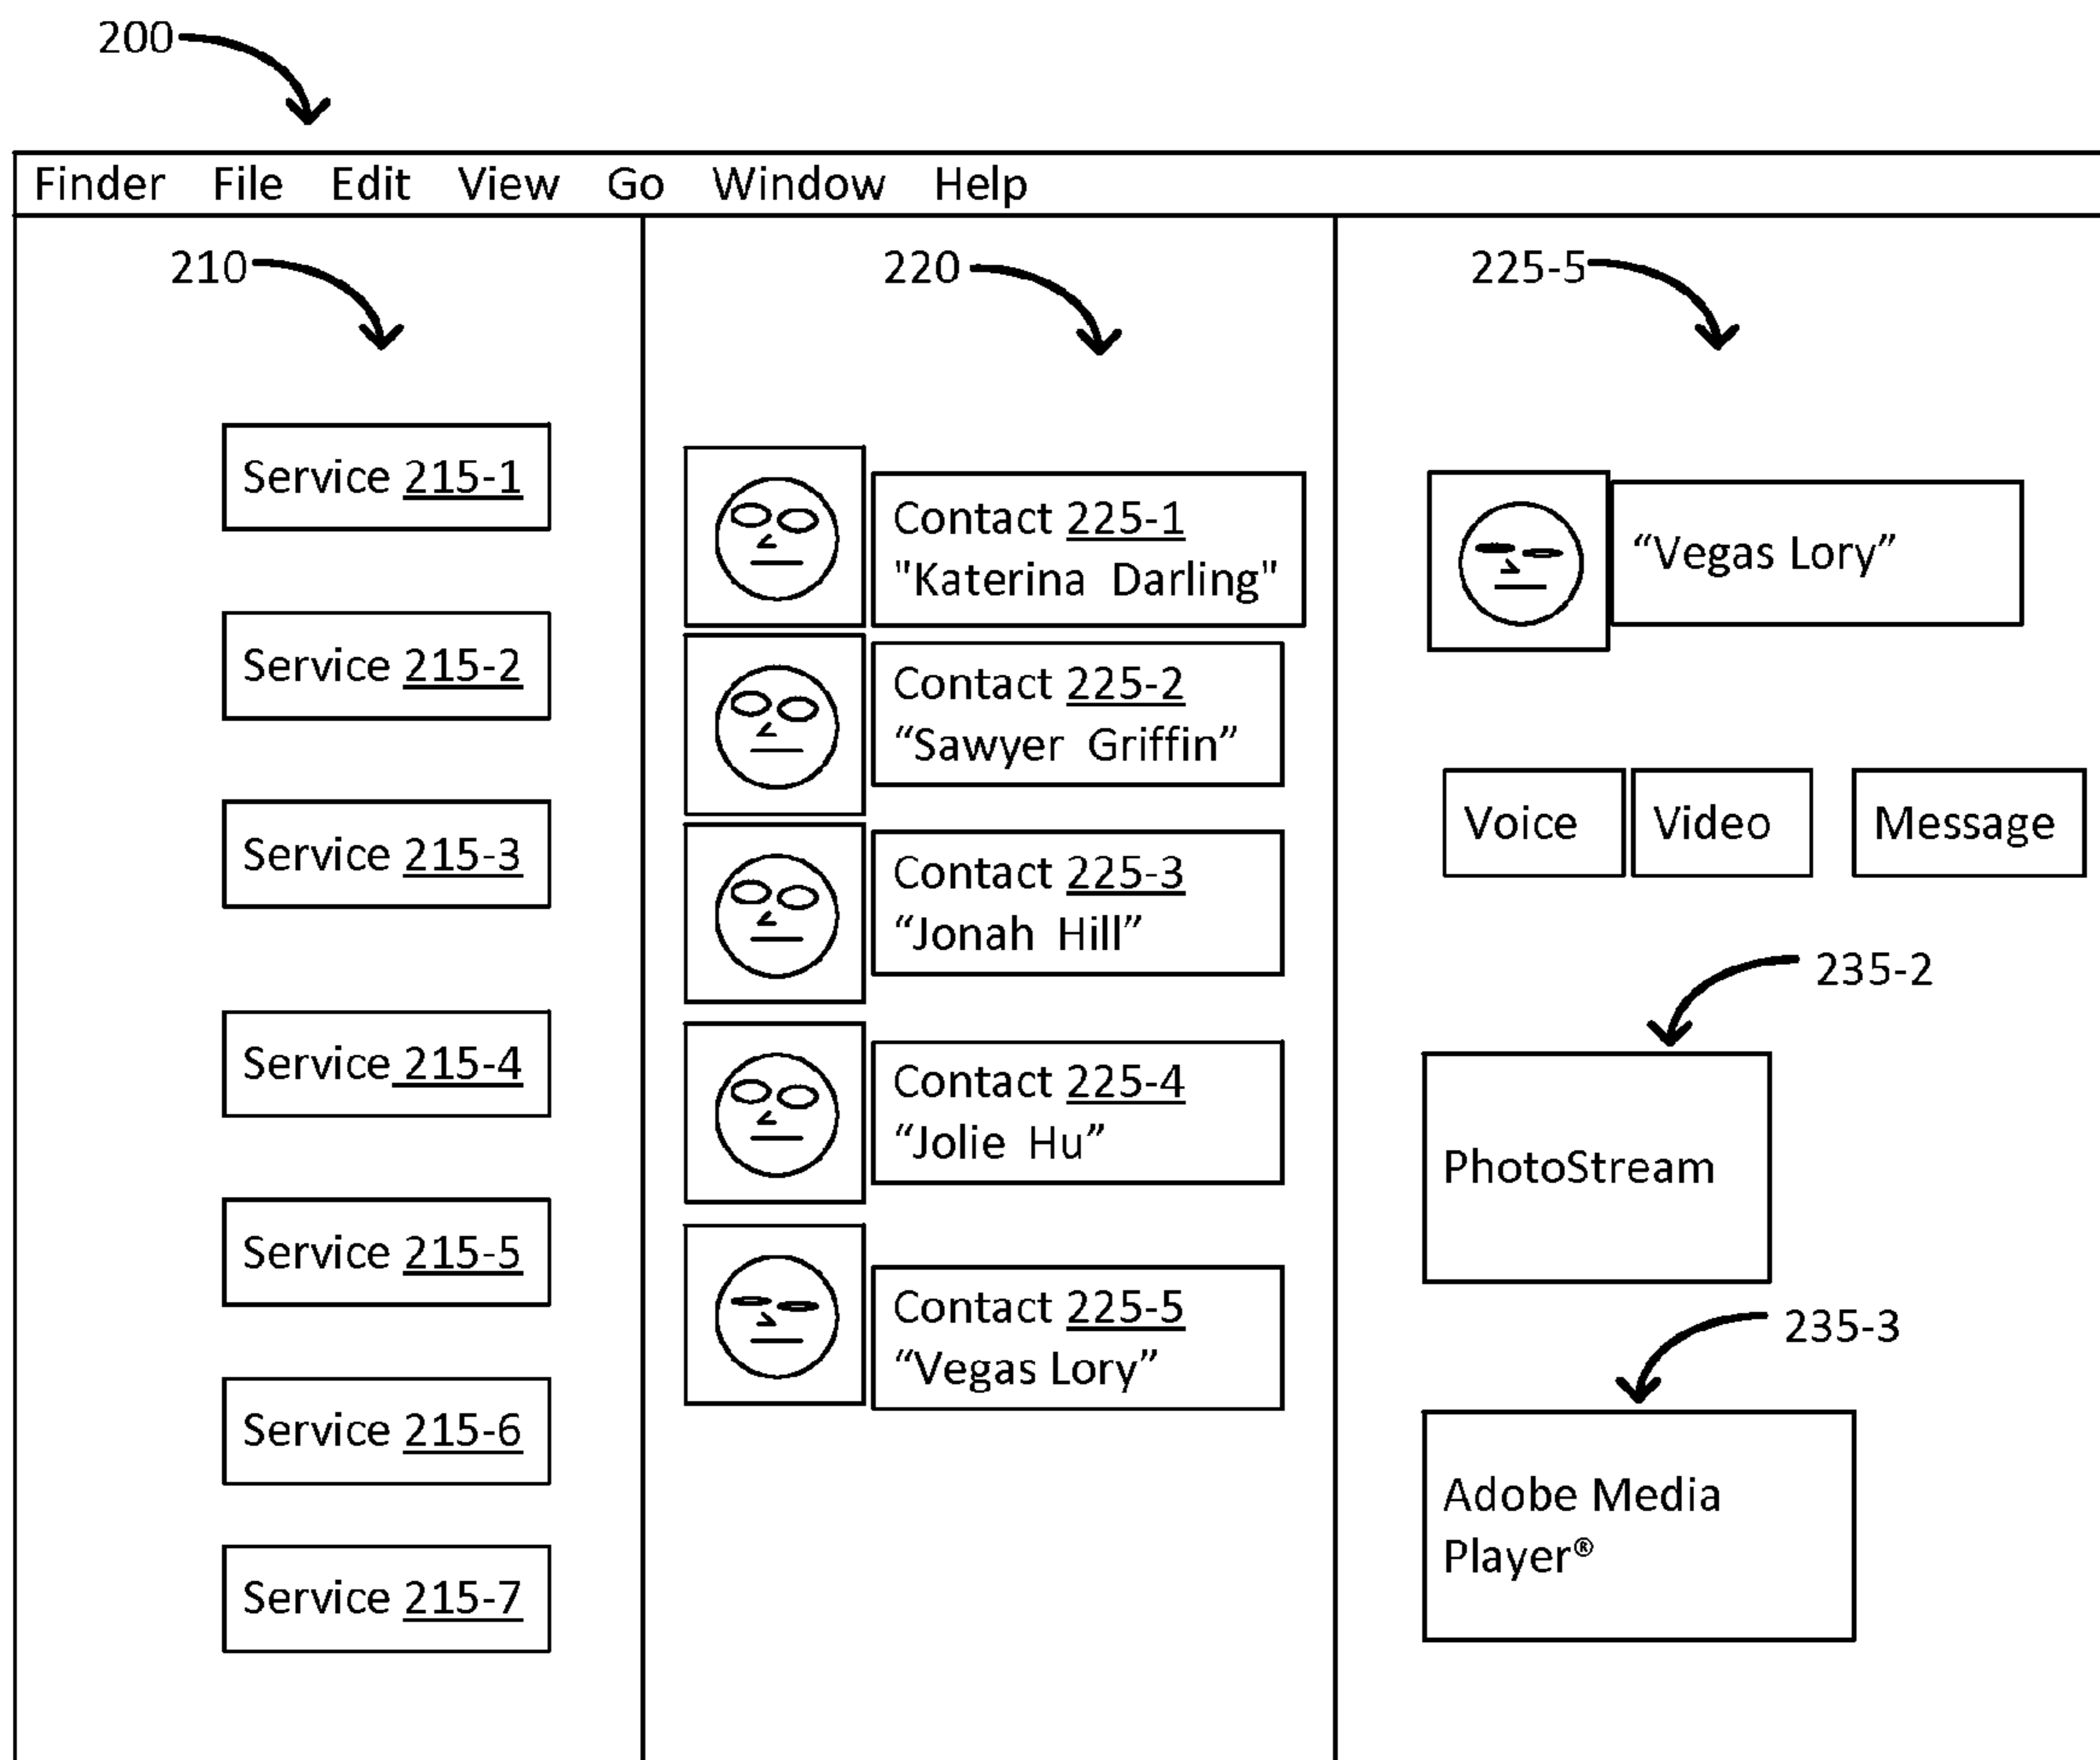 200
Finder File Edit View Go Window Help
210
Service 215-1
Service 215-2
Service 215-3
Service 215-4
Service 215-5
Service 215-6
Service 215-7
220
Contact 225-1
"Katerina Darling"
Contact 225-2
“Sawyer Griffin”
Contact 225-3
“Jonah Hill”
Contact 225-4
“Jolie Hu”
Contact 225-5
“Vegas Lory”
225-5
“Vegas Lory”
Voice Video Message
235-2
PhotoStream
235-3
Adobe Media
Player®